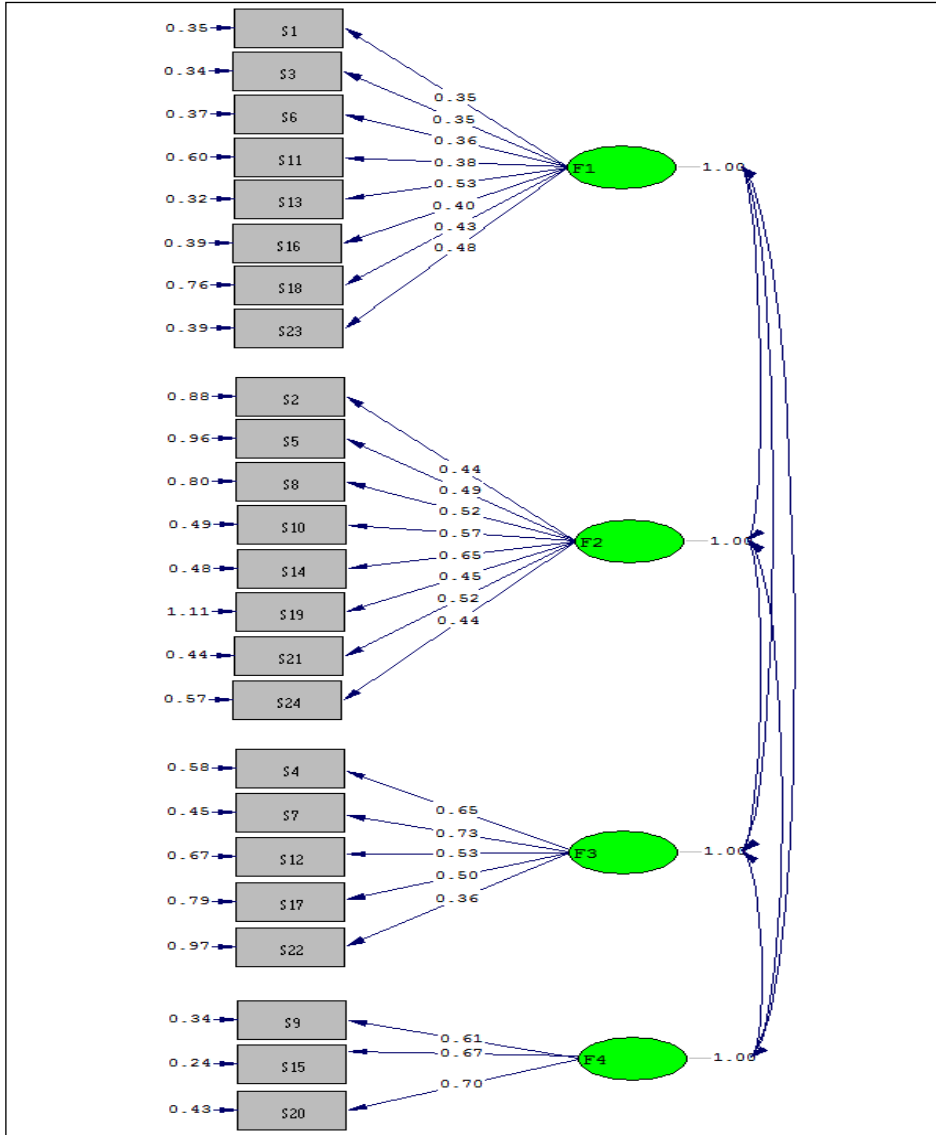 0.35 S1
0.34 S3
0.35
0.37 S6
0.35
0.36
0.60 S11
0.38
F1 1.00
0.32 S13
0.53
0.40
0.39 S16
0.43
0.48
0.76 S18
0.39 S23
0.88 S2
0.96 S5
0.44
0.80 S8
0.49
0.52
0.49 S10
0.57
F2 1.00
0.48 S14
0.65
0.45
1.11 S19
0.52
0.44
0.44 S21
0.57 S24
0.58 S4
0.45 S7
0.65
0.73
0.67 S12
0.53
F3 1.00
0.50
0.79 S17
0.36
0.97 S22
0.34 S9
0.61
0.24 S15
0.67
F4 1.00
0.70
0.43 S20